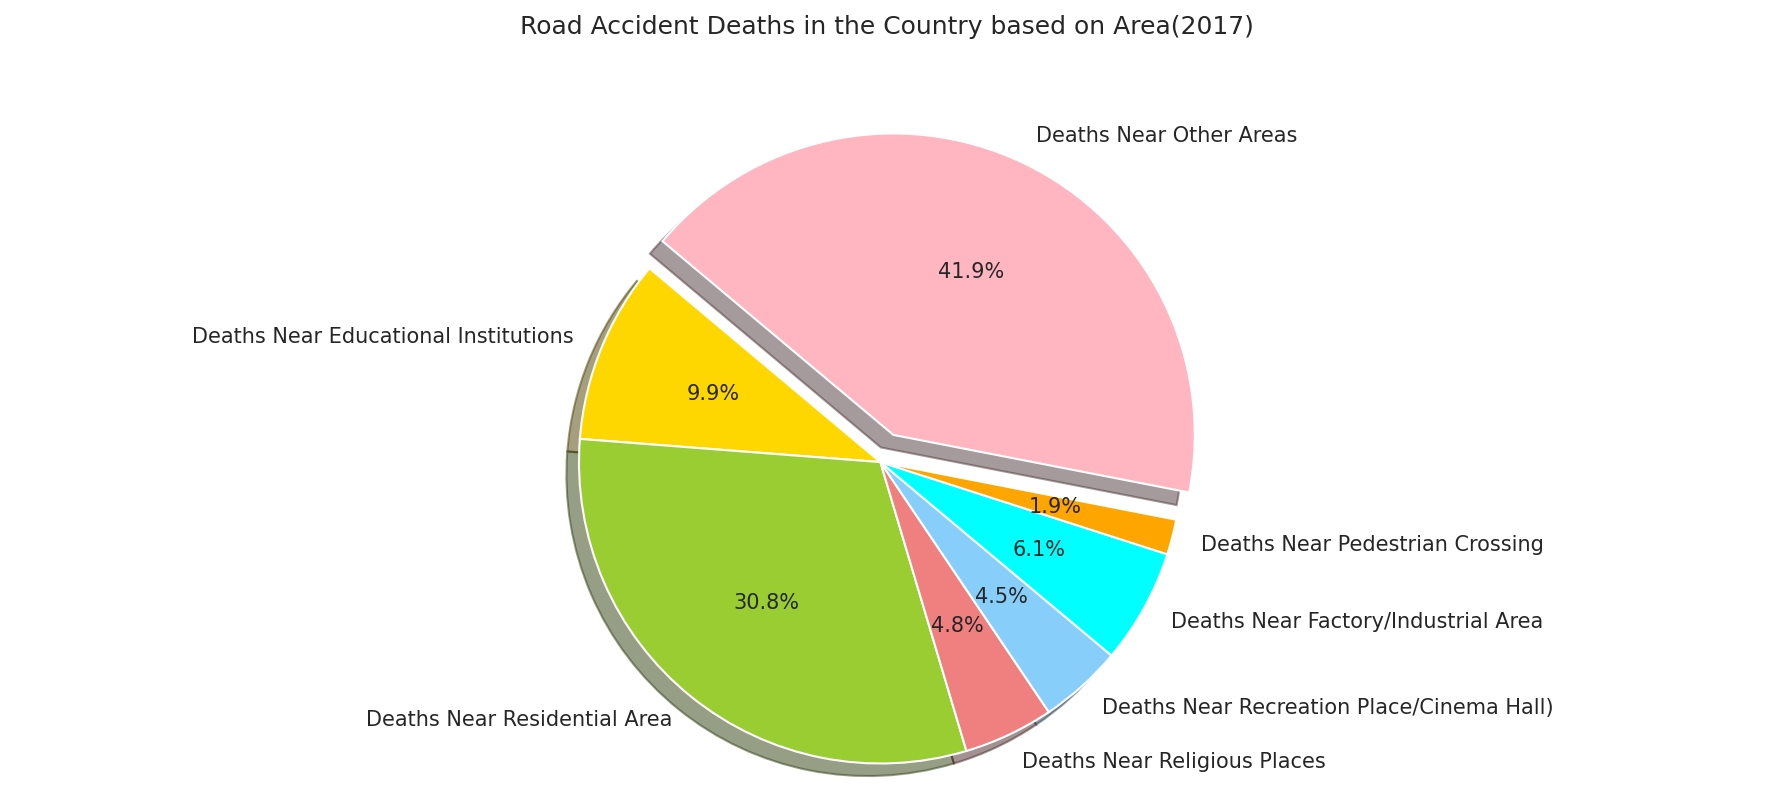 Road Accident Deaths in the Country based on Area(2017)
Deaths Near Other Areas
41.9%
Deaths Near Educational Institutions
9.9%
1.9%
Deaths Near Pedestrian Crossing
6.1%
4.5%
30.8%
4.8%
Deaths Near Factory/Industrial Area
Deaths Near Recreation Place/Cinema Hall)
Deaths Near Residential Area
Deaths Near Religious Places